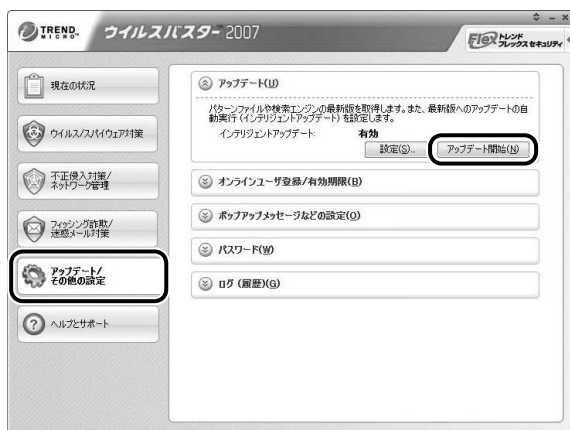 TREND MICRO
ウイルスバスター 2007
Flex トレンド フレックス セキュリティ
現在の状況
ウイルス/スパイウェア対策
不正侵入対策/
ネットワーク管理
フィッシング詐欺/
迷惑メール対策
アップデート/
その他の設定
ヘルプとサポート
アップデート(U)
パターンファイルや検索エンジンの最新版を取得します。また、最新版へのアップデートの自
動実行（インテリジェントアップデート）を設定します。
インテリジェントアップデート: 有効
設定(S)... アップデート開始(N)
オンラインユーザ登録/有効期限(B)
ポップアップメッセージなどの設定(O)
パスワード(W)
ログ (履歴)(G)